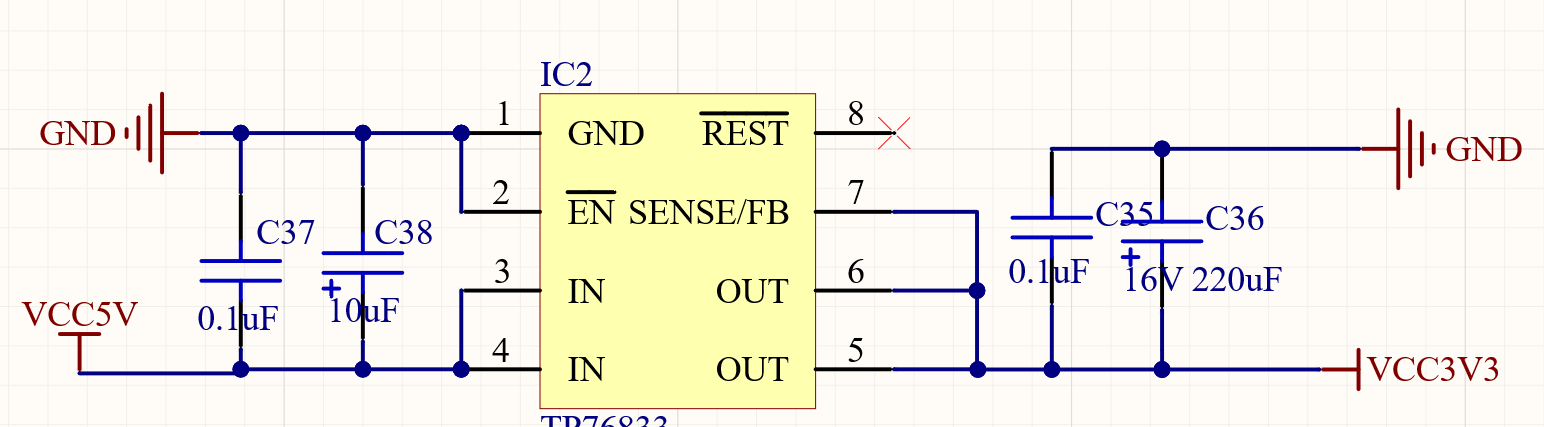 IC2
GND
1
GND
REST
8
GND
2
EN
SENSE/FB
7
C35
C36
C37
C38
3
IN
OUT
6
0.1uF
16V 220uF
VCC5V
0.1uF
10uF
4
IN
OUT
5
VCC3V3
TP76833